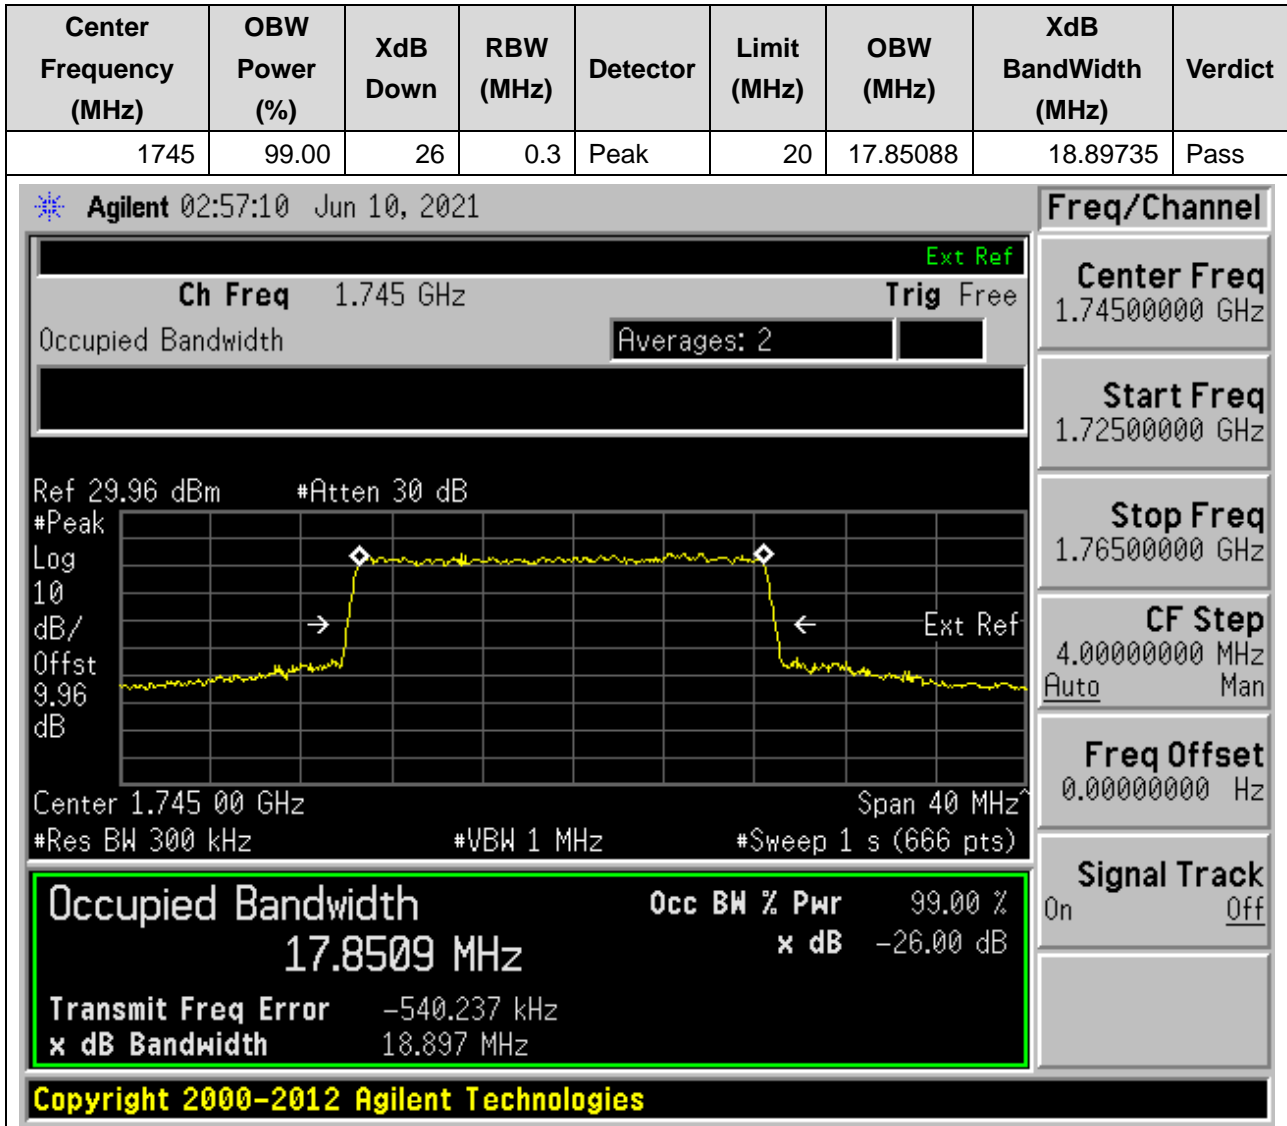 Center Frequency (MHz) OBW Power (%) XdB Down RBW (MHz) Detector Limit (MHz) OBW (MHz) XdB BandWidth (MHz) Verdict
1745 99.00 26 0.3 Peak 20 17.85088 18.89735 Pass
Agilent 02:57:10 Jun 10, 2021
Freq/Channel
Ext Ref
Ch Freq 1.745 GHz Trig Free
Occupied Bandwidth Averages: 2
Center Freq
1.74500000 GHz
Start Freq
1.72500000 GHz
Stop Freq
1.76500000 GHz
CF Step
4.00000000 MHz
Auto Man
Freq Offset
0.00000000 Hz
Signal Track
On Off
Ref 29.96 dBm #Atten 30 dB
#Peak
Log
10
dB/
Offst
9.96
dB
Ext Ref
Center 1.745 00 GHz Span 40 MHz^
#Res BW 300 kHz #VBW 1 MHz #Sweep 1 s (666 pts)
Occupied Bandwidth Occ BW % Pwr 99.00 %
17.8509 MHz x dB -26.00 dB
Transmit Freq Error -540.237 kHz
x dB Bandwidth 18.897 MHz
Copyright 2000-2012 Agilent Technologies